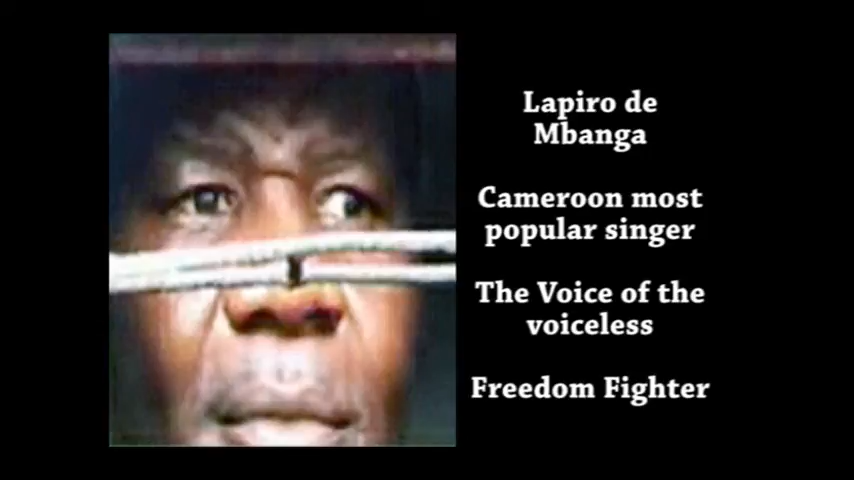 Lapiro de
Mbanga
Cameroon most
popular singer
The Voice of the
voiceless
Freedom Fighter